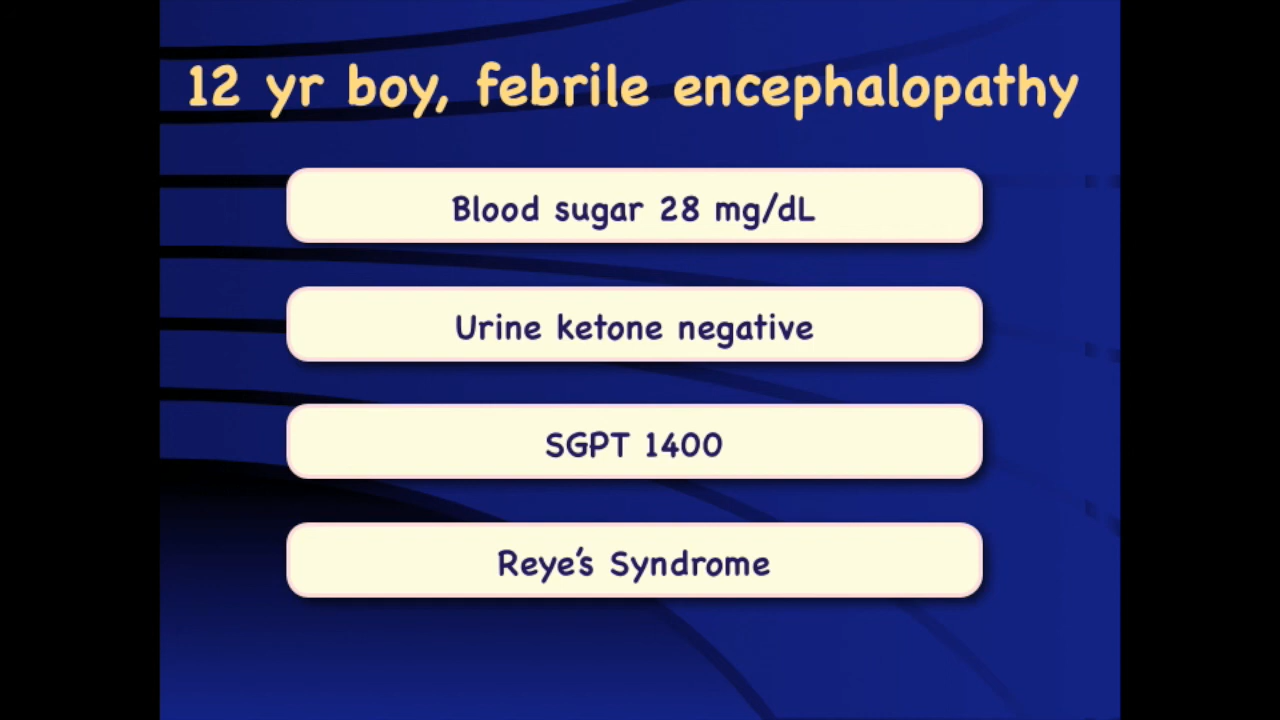 12 yr boy, febrile encephalopathy
Blood sugar 28 mg/dL
Urine ketone negative
SGPT 1400
Reye's Syndrome